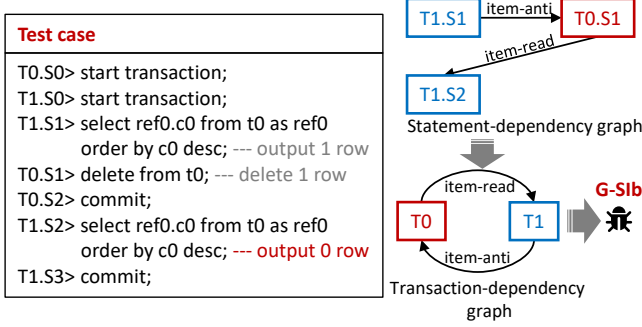 Test case
T0.S0> start transaction;
T1.S0> start transaction;
T1.S1> select ref0.c0 from t0 as ref0
order by c0 desc; --- output 1 row
T0.S1> delete from t0; --- delete 1 row
T0.S2> commit;
T1.S2> select ref0.c0 from t0 as ref0
order by c0 desc; --- output 0 row
T1.S3> commit;
T1.S1
item-anti
T0.S1
item-read
T1.S2
Statement-dependency graph
item-read
T0
T1
item-anti
G-SIb
Transaction-dependency
graph